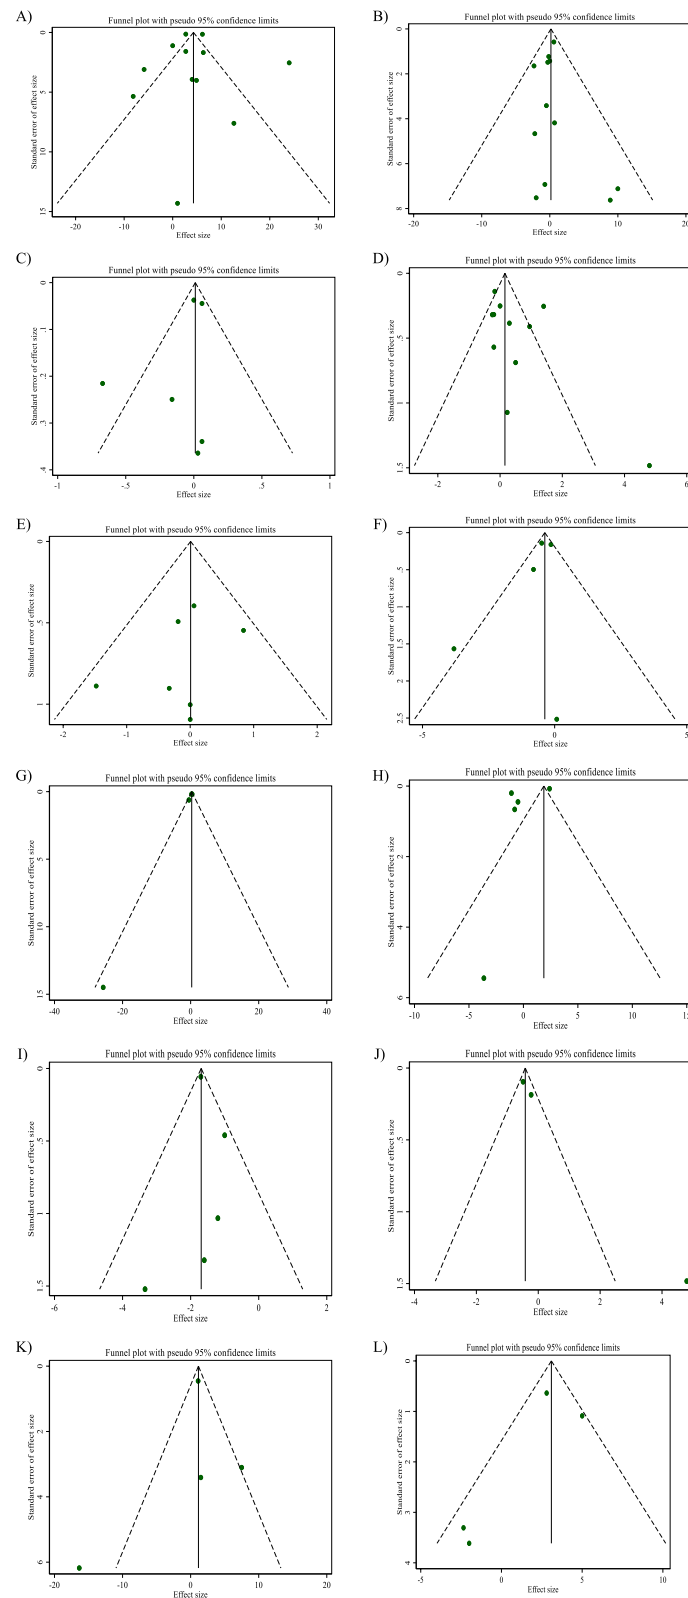 A)
Funnel plot with pseudo 95% confidence limits
Standard error of effect size
0
5
10
15
-20
-10
0
10
20
30
Effect size
B)
Funnel plot with pseudo 95% confidence limits
Standard error of effect size
0
2
4
6
8
-20
-10
0
10
20
Effect size
C)
Funnel plot with pseudo 95% confidence limits
Standard error of effect size
0
.1
.2
.3
.4
-1
-.5
0
.5
1
Effect size
D)
Funnel plot with pseudo 95% confidence limits
Standard error of effect size
0
.5
1
1.5
-2
0
2
4
6
Effect size
E)
Funnel plot with pseudo 95% confidence limits
Standard error of effect size
0
.5
1
-2
-1
0
1
2
Effect size
F)
Funnel plot with pseudo 95% confidence limits
Standard error of effect size
0
.5
1
1.5
2
2.5
-5
0
5
Effect size
G)
Funnel plot with pseudo 95% confidence limits
Standard error of effect size
0
5
10
15
-40
-20
0
20
40
Effect size
H)
Funnel plot with pseudo 95% confidence limits
Standard error of effect size
0
2
4
6
-10
-5
0
5
10
Effect size
I)
Funnel plot with pseudo 95% confidence limits
Standard error of effect size
0
.5
1
1.5
-6
-4
-2
0
2
Effect size
J)
Funnel plot with pseudo 95% confidence limits
Standard error of effect size
0
.5
1
1.5
-4
-2
0
2
4
Effect size
K)
Funnel plot with pseudo 95% confidence limits
Standard error of effect size
0
2
4
6
-20
-10
0
10
20
Effect size
L)
Funnel plot with pseudo 95% confidence limits
Standard error of effect size
0
1
2
3
4
-5
0
5
10
Effect size